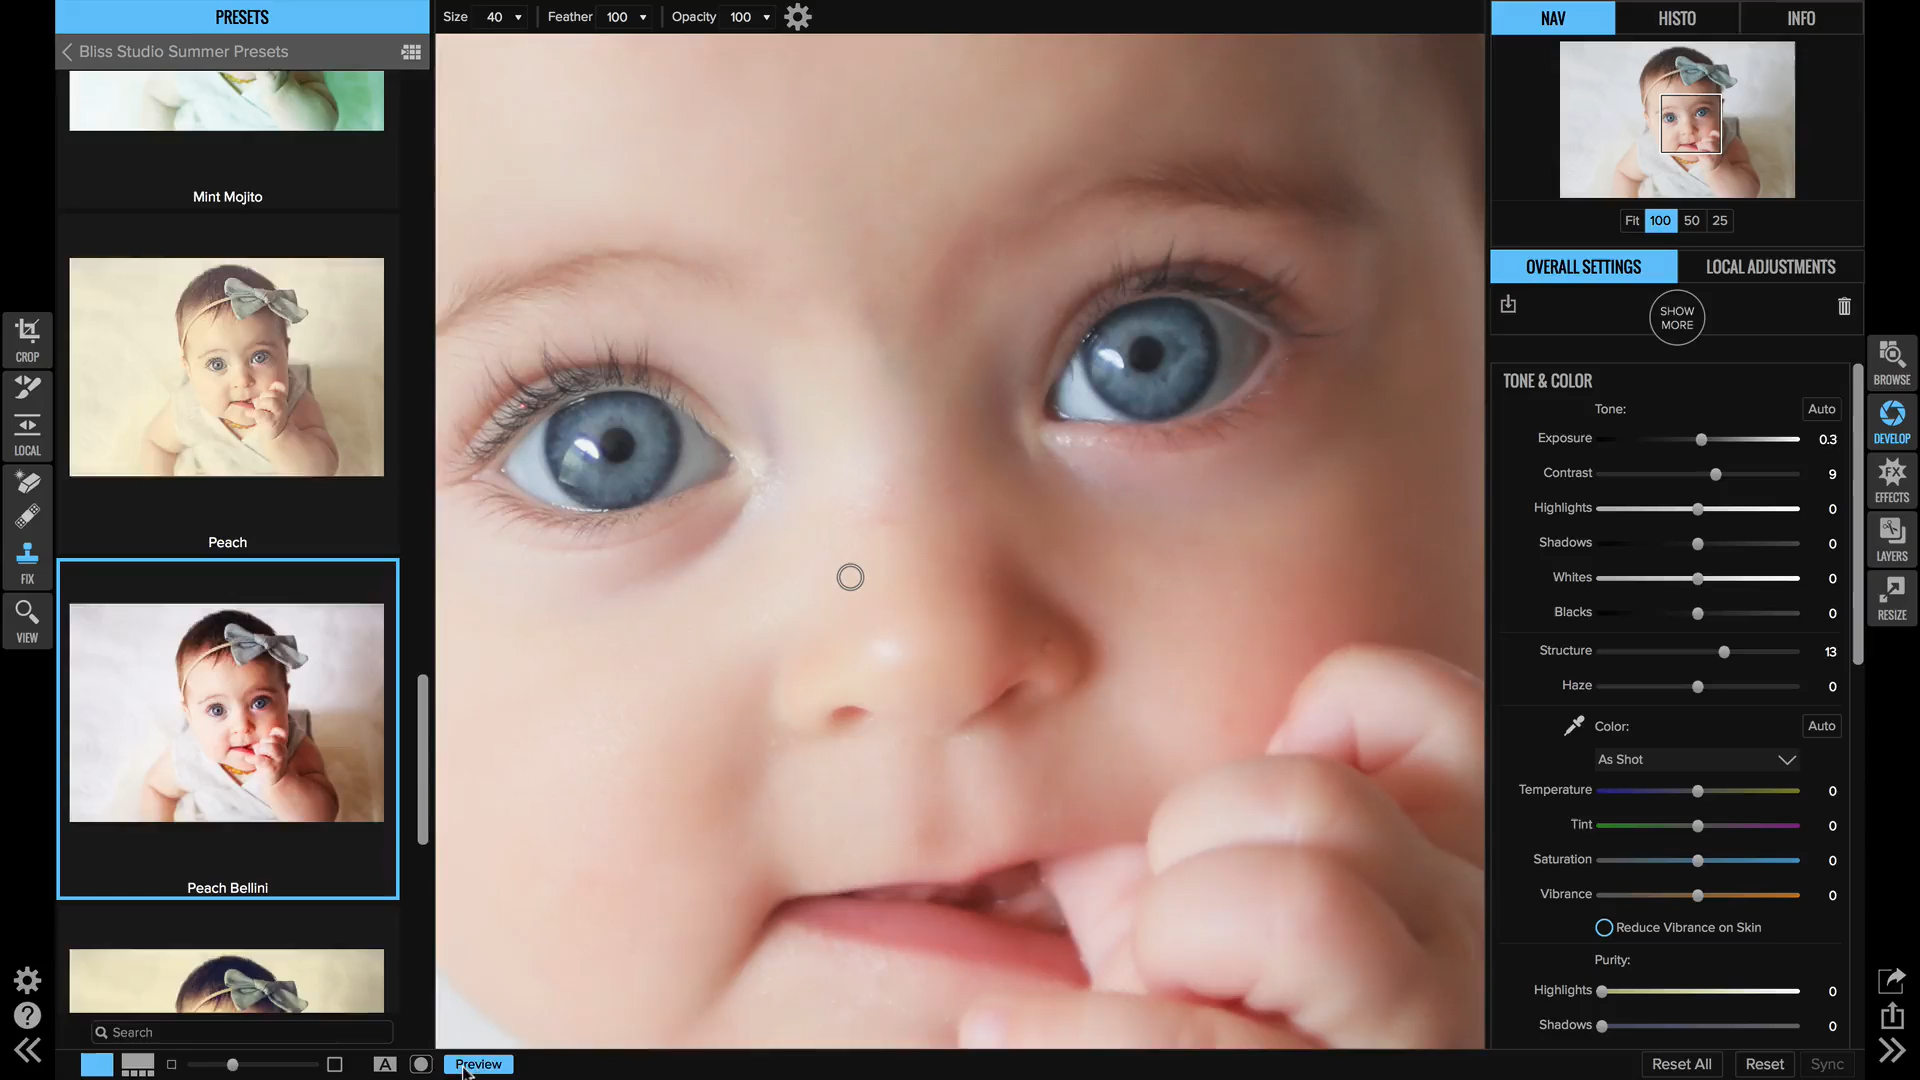 PRESETS
Bliss Studio Summer Presets
Mint Mojito
Peach
Peach Bellini
Search
CROP
LOCAL
FIX
VIEW
Size 40
Feather 100
Opacity 100
A
Preview
NAV HISTO INFO
Fit 100 50 25
OVERALL SETTINGS LOCAL ADJUSTMENTS
SHOW
MORE
TONE & COLOR
Tone: Auto
Exposure 0.3
Contrast 9
Highlights 0
Shadows 0
Whites 0
Blacks 0
Structure 13
Haze 0
Color: Auto
As Shot
Temperature 0
Tint 0
Saturation 0
Vibrance 0
Reduce Vibrance on Skin
Purity:
Highlights 0
Shadows 0
Reset All Reset Sync
BROWSE
DEVELOP
FX
EFFECTS
LAYERS
RESIZE
?